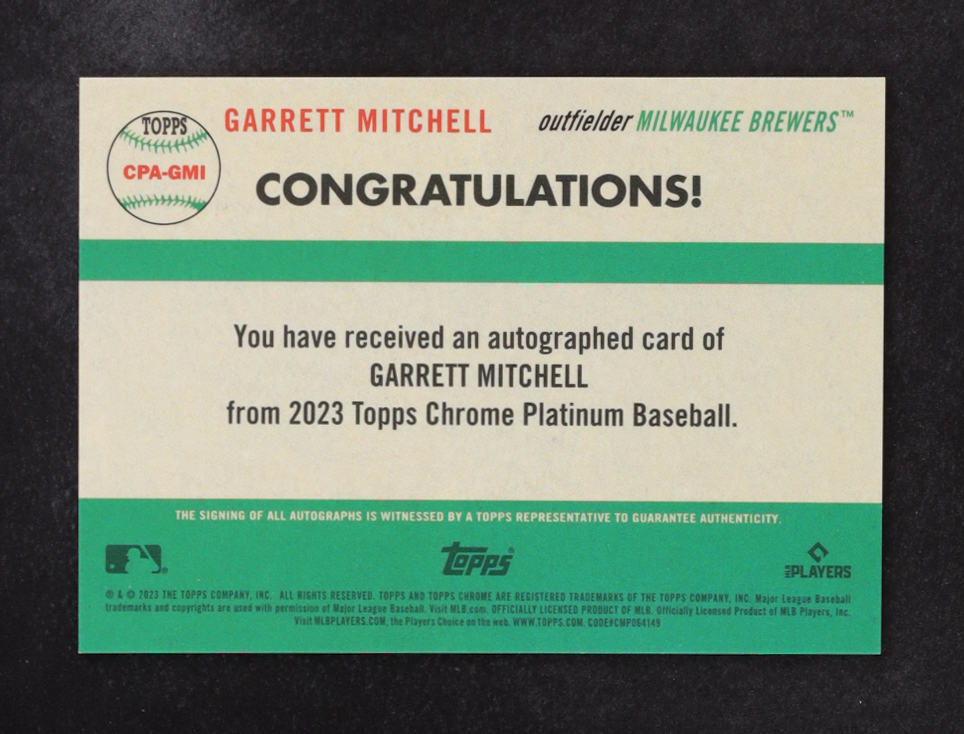 TOPPS
CPA-GMI
GARRETT MITCHELL
outfielder MILWAUKEE BREWERS™
CONGRATULATIONS!
You have received an autographed card of
GARRETT MITCHELL
from 2023 Topps Chrome Platinum Baseball.
THE SIGNING OF ALL AUTOGRAPHS IS WITNESSED BY A TOPPS REPRESENTATIVE TO GUARANTEE AUTHENTICITY.
topps®
MLB PLAYERS
® & © 2023 THE TOPPS COMPANY, INC. ALL RIGHTS RESERVED. TOPPS AND TOPPS CHROME ARE REGISTERED TRADEMARKS OF THE TOPPS COMPANY, INC. Major League Baseball
trademarks and copyrights are used with permission of Major League Baseball. Visit MLB.com. OFFICIALLY LICENSED PRODUCT OF MLB. Officially Licensed Product of MLB Players, Inc.
Visit MLBPLAYERS.COM, the Players Choice on the web. WWW.TOPPS.COM. CODE#CMP064149